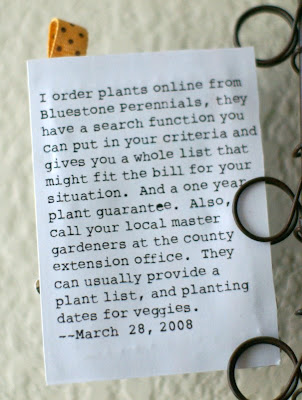 I order plants online from
Bluestone Perennials, they
have a search function you
can put in your criteria and
gives you a whole list that
might fit the bill for your
situation.  And a one year
plant guarantee.  Also,
call your local master
gardeners at the county
extension office.  They
can usually provide a
plant list, and planting
dates for veggies.
--March 28, 2008